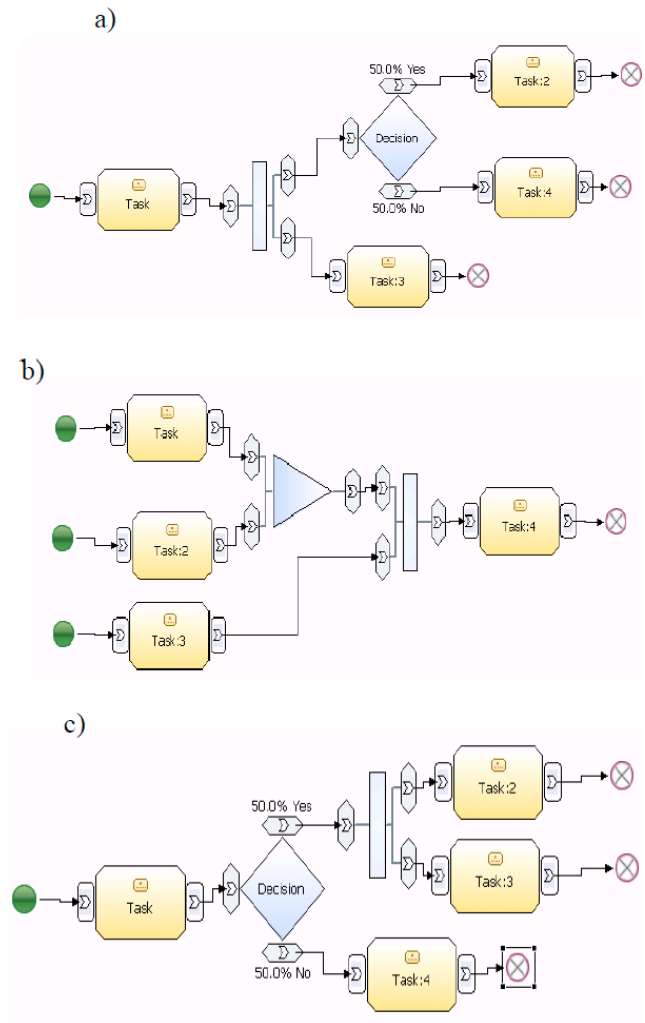 a)
50.0% Yes
Task:2
Decision
Task
Task:4
50.0% No
Task:3
b)
Task
Task:2
Task:4
Task:3
c)
50.0% Yes
Task:2
Task:3
Decision
Task
50.0% No
Task:4